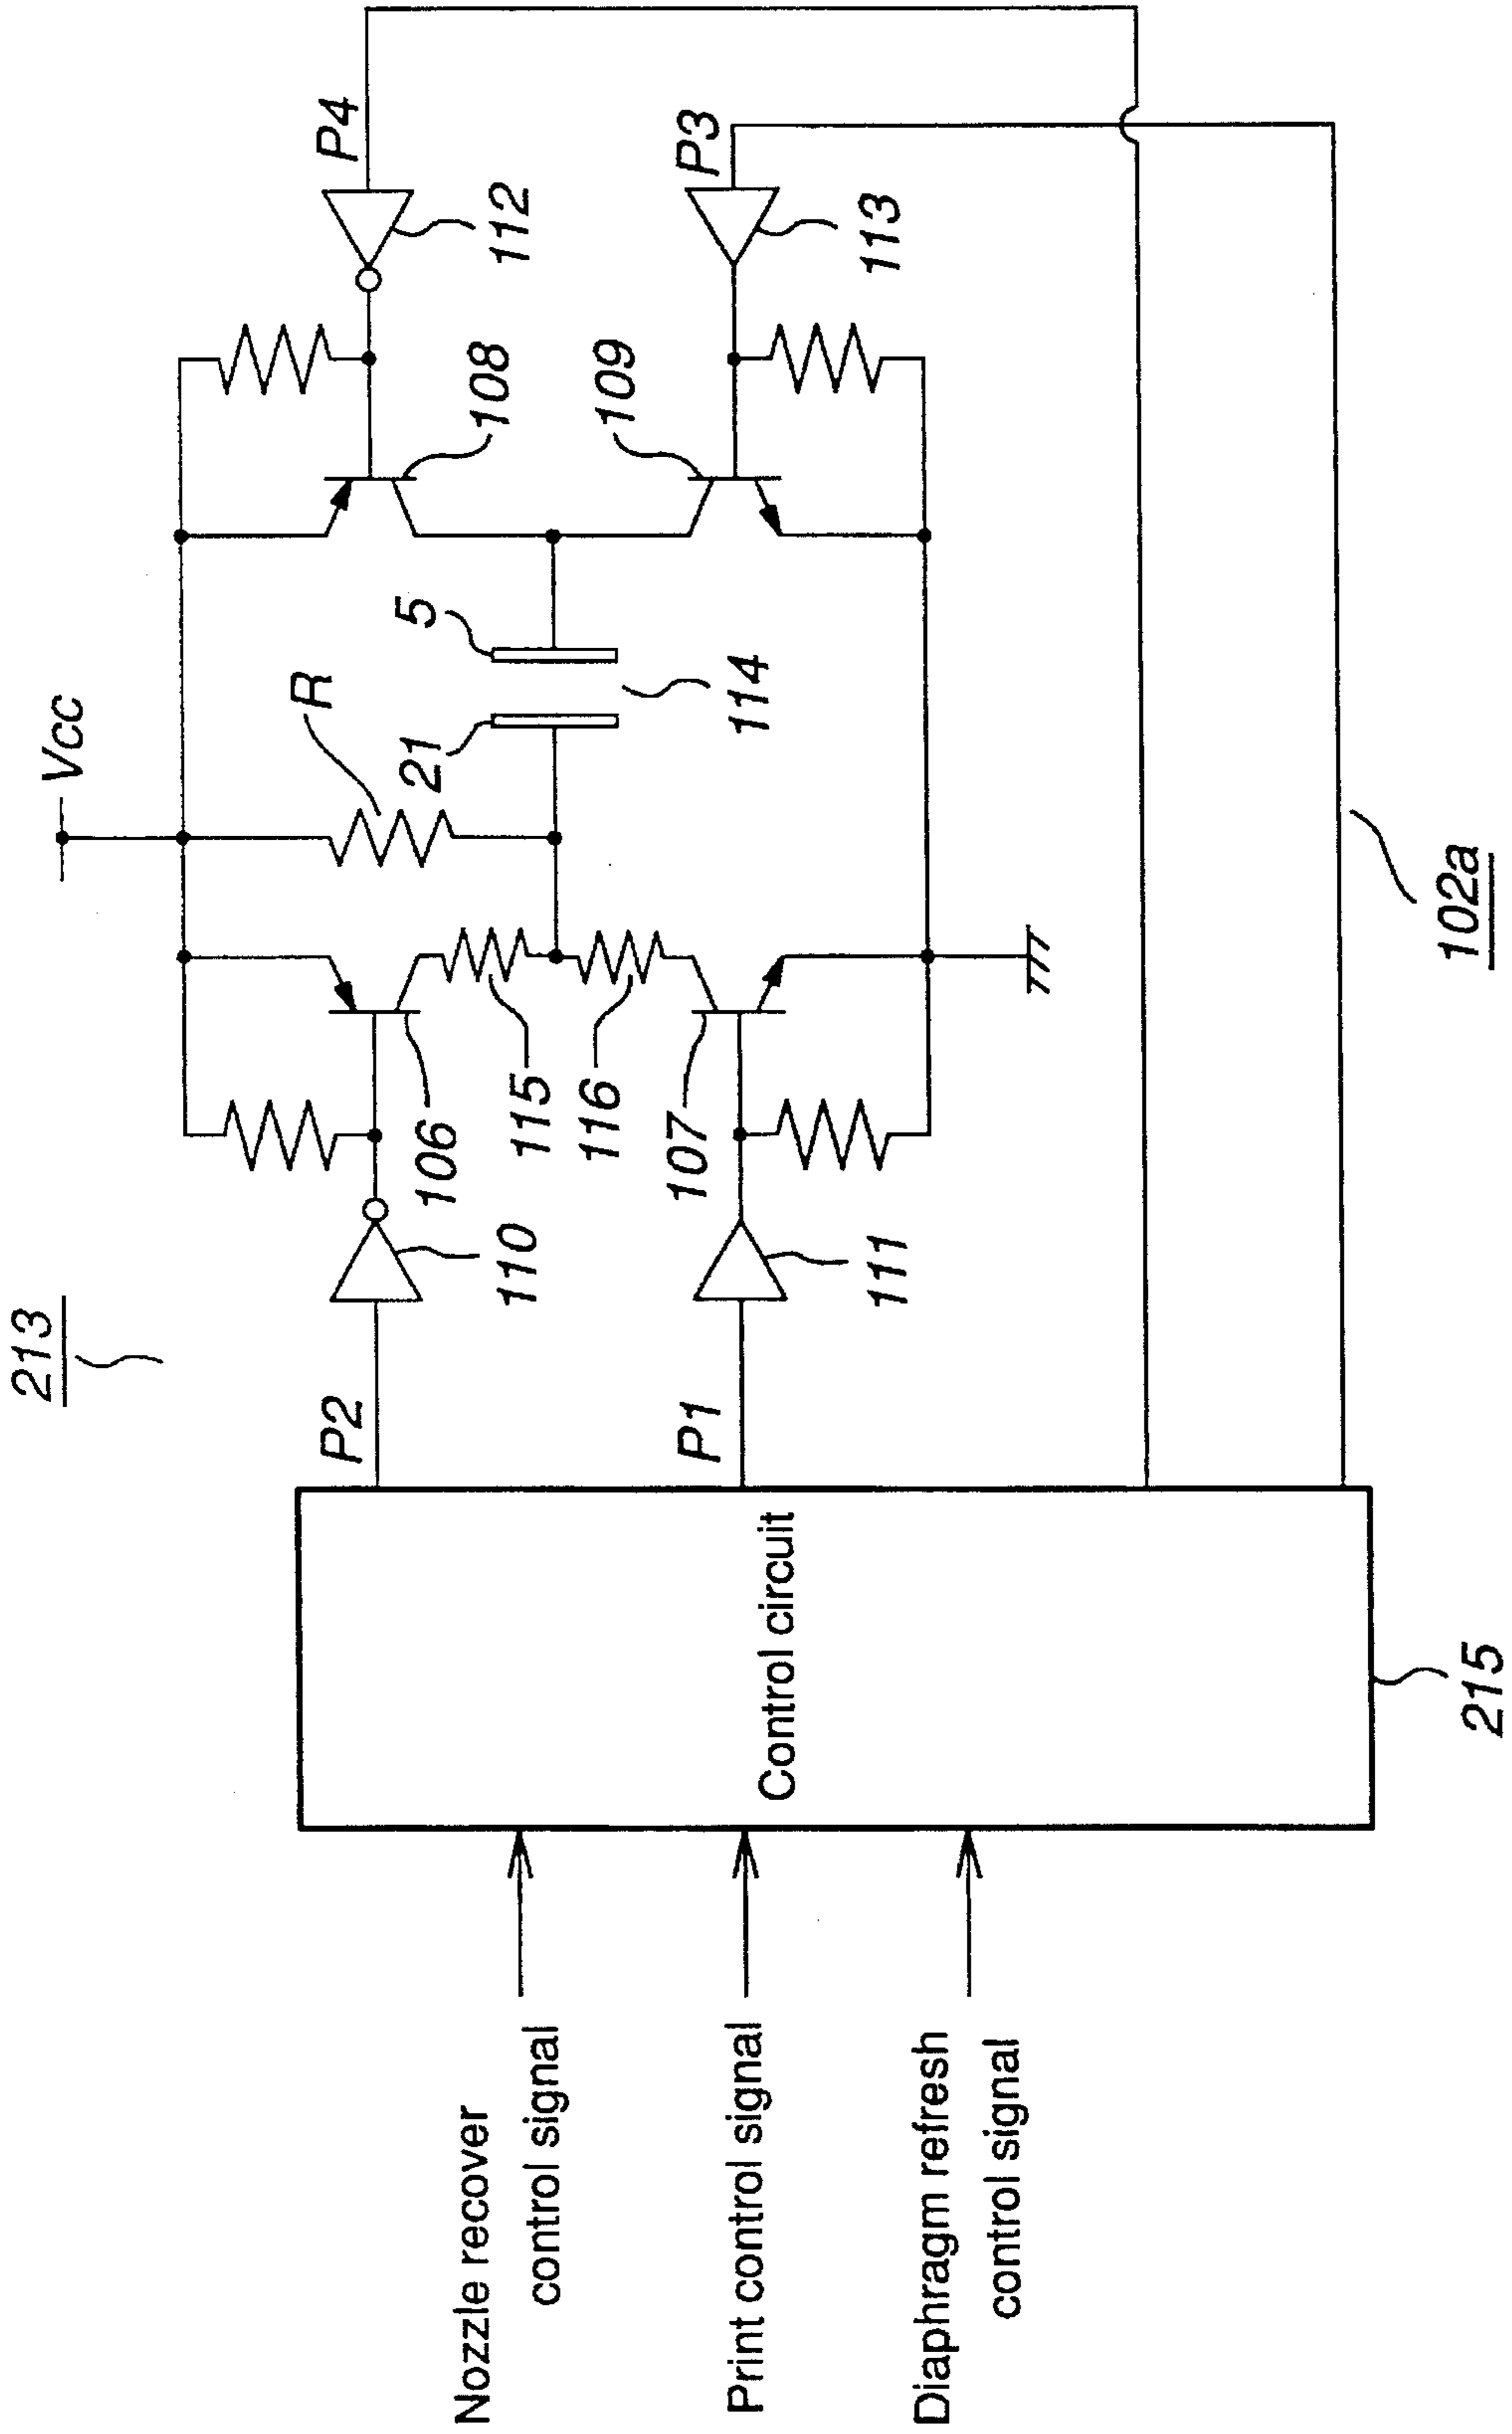 213
Vcc
P2
110
106
115
116
R
21
5
114
108
112
P4
P1
111
107
109
113
P3
Nozzle recover
control signal
Print control signal
Diaphragm refresh
control signal
Control circuit
215
102a